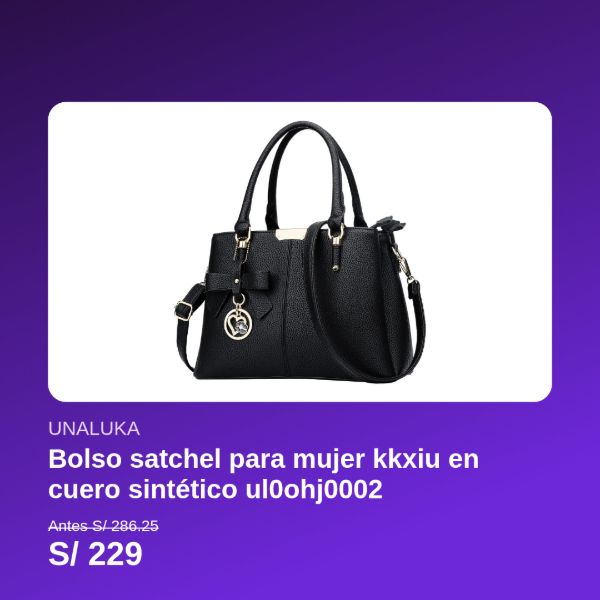 UNALUKA
Bolso satchel para mujer kkxiu en
cuero sintético ul0ohj0002
Antes S/ 286.25
S/ 229